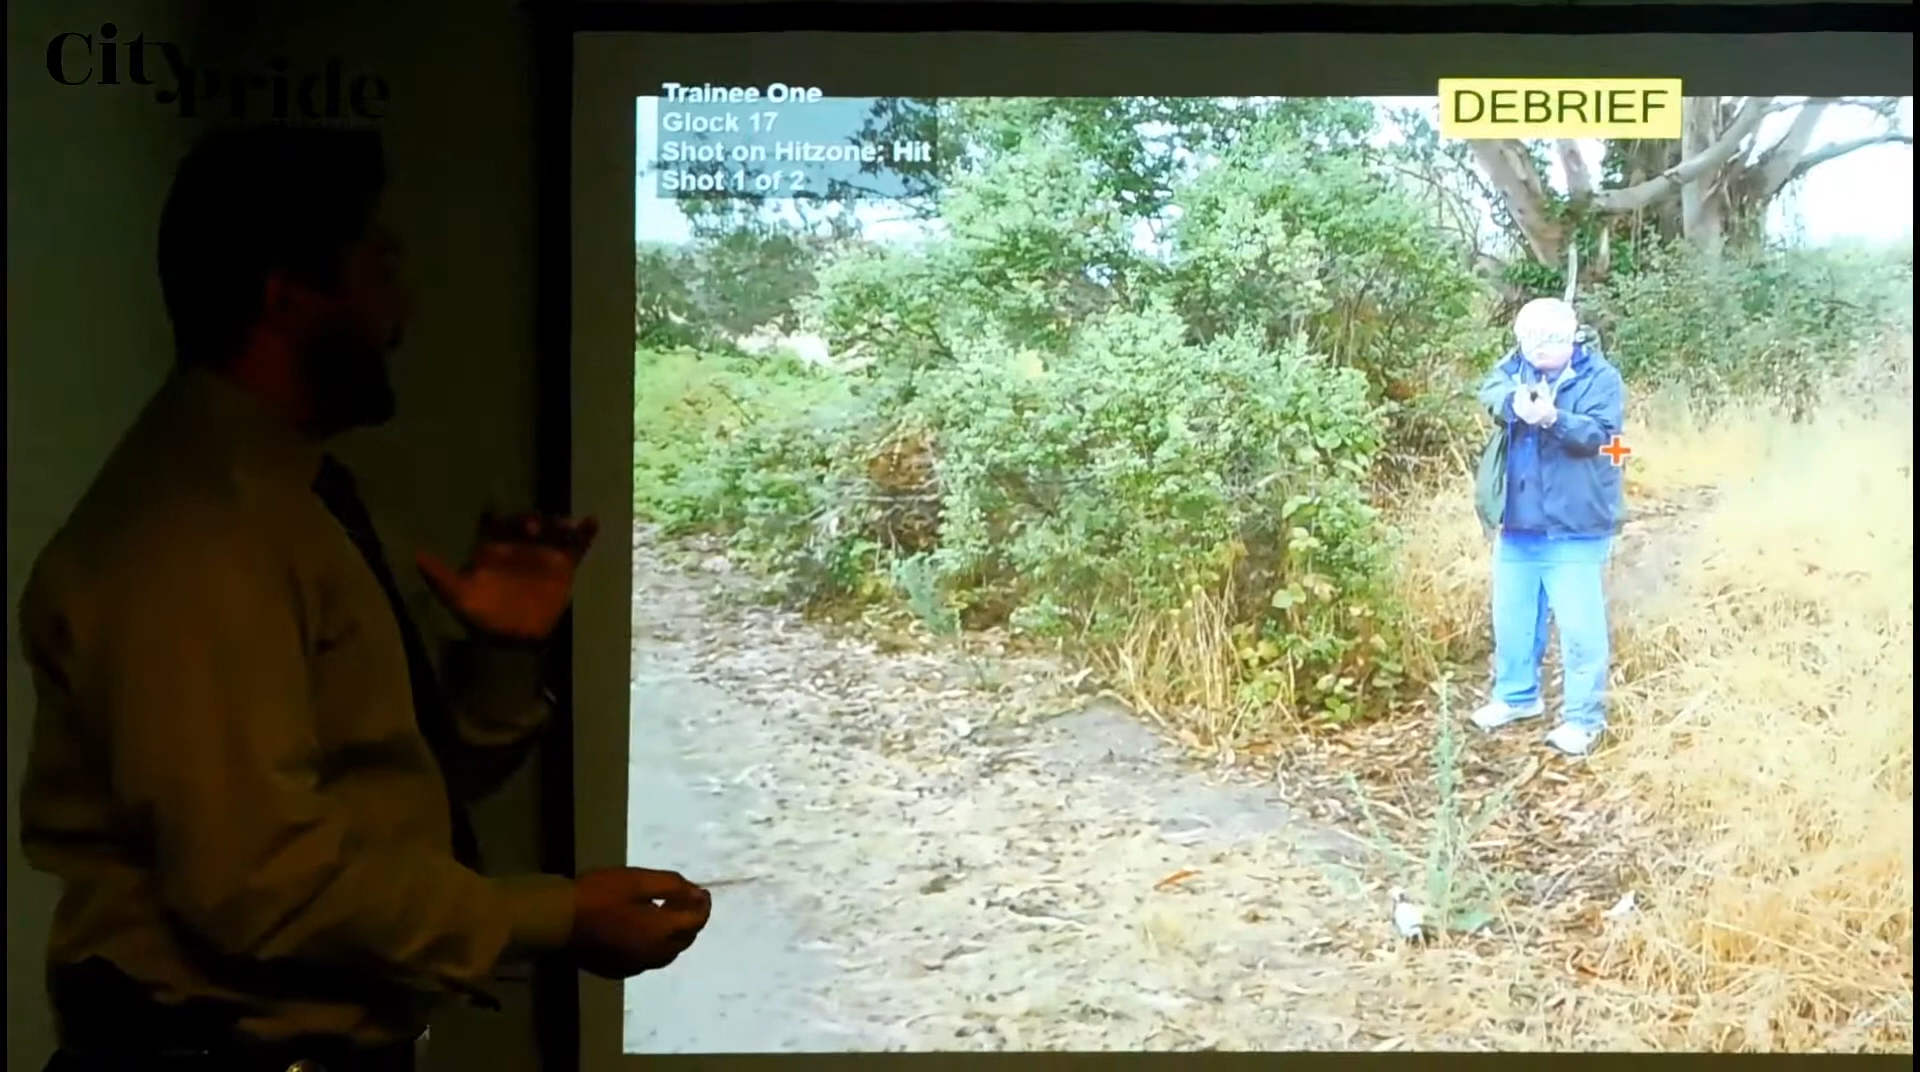 City
Pride
Trainee One
Glock 17
Shot on Hitzone: Hit
Shot 1 of 2
DEBRIEF